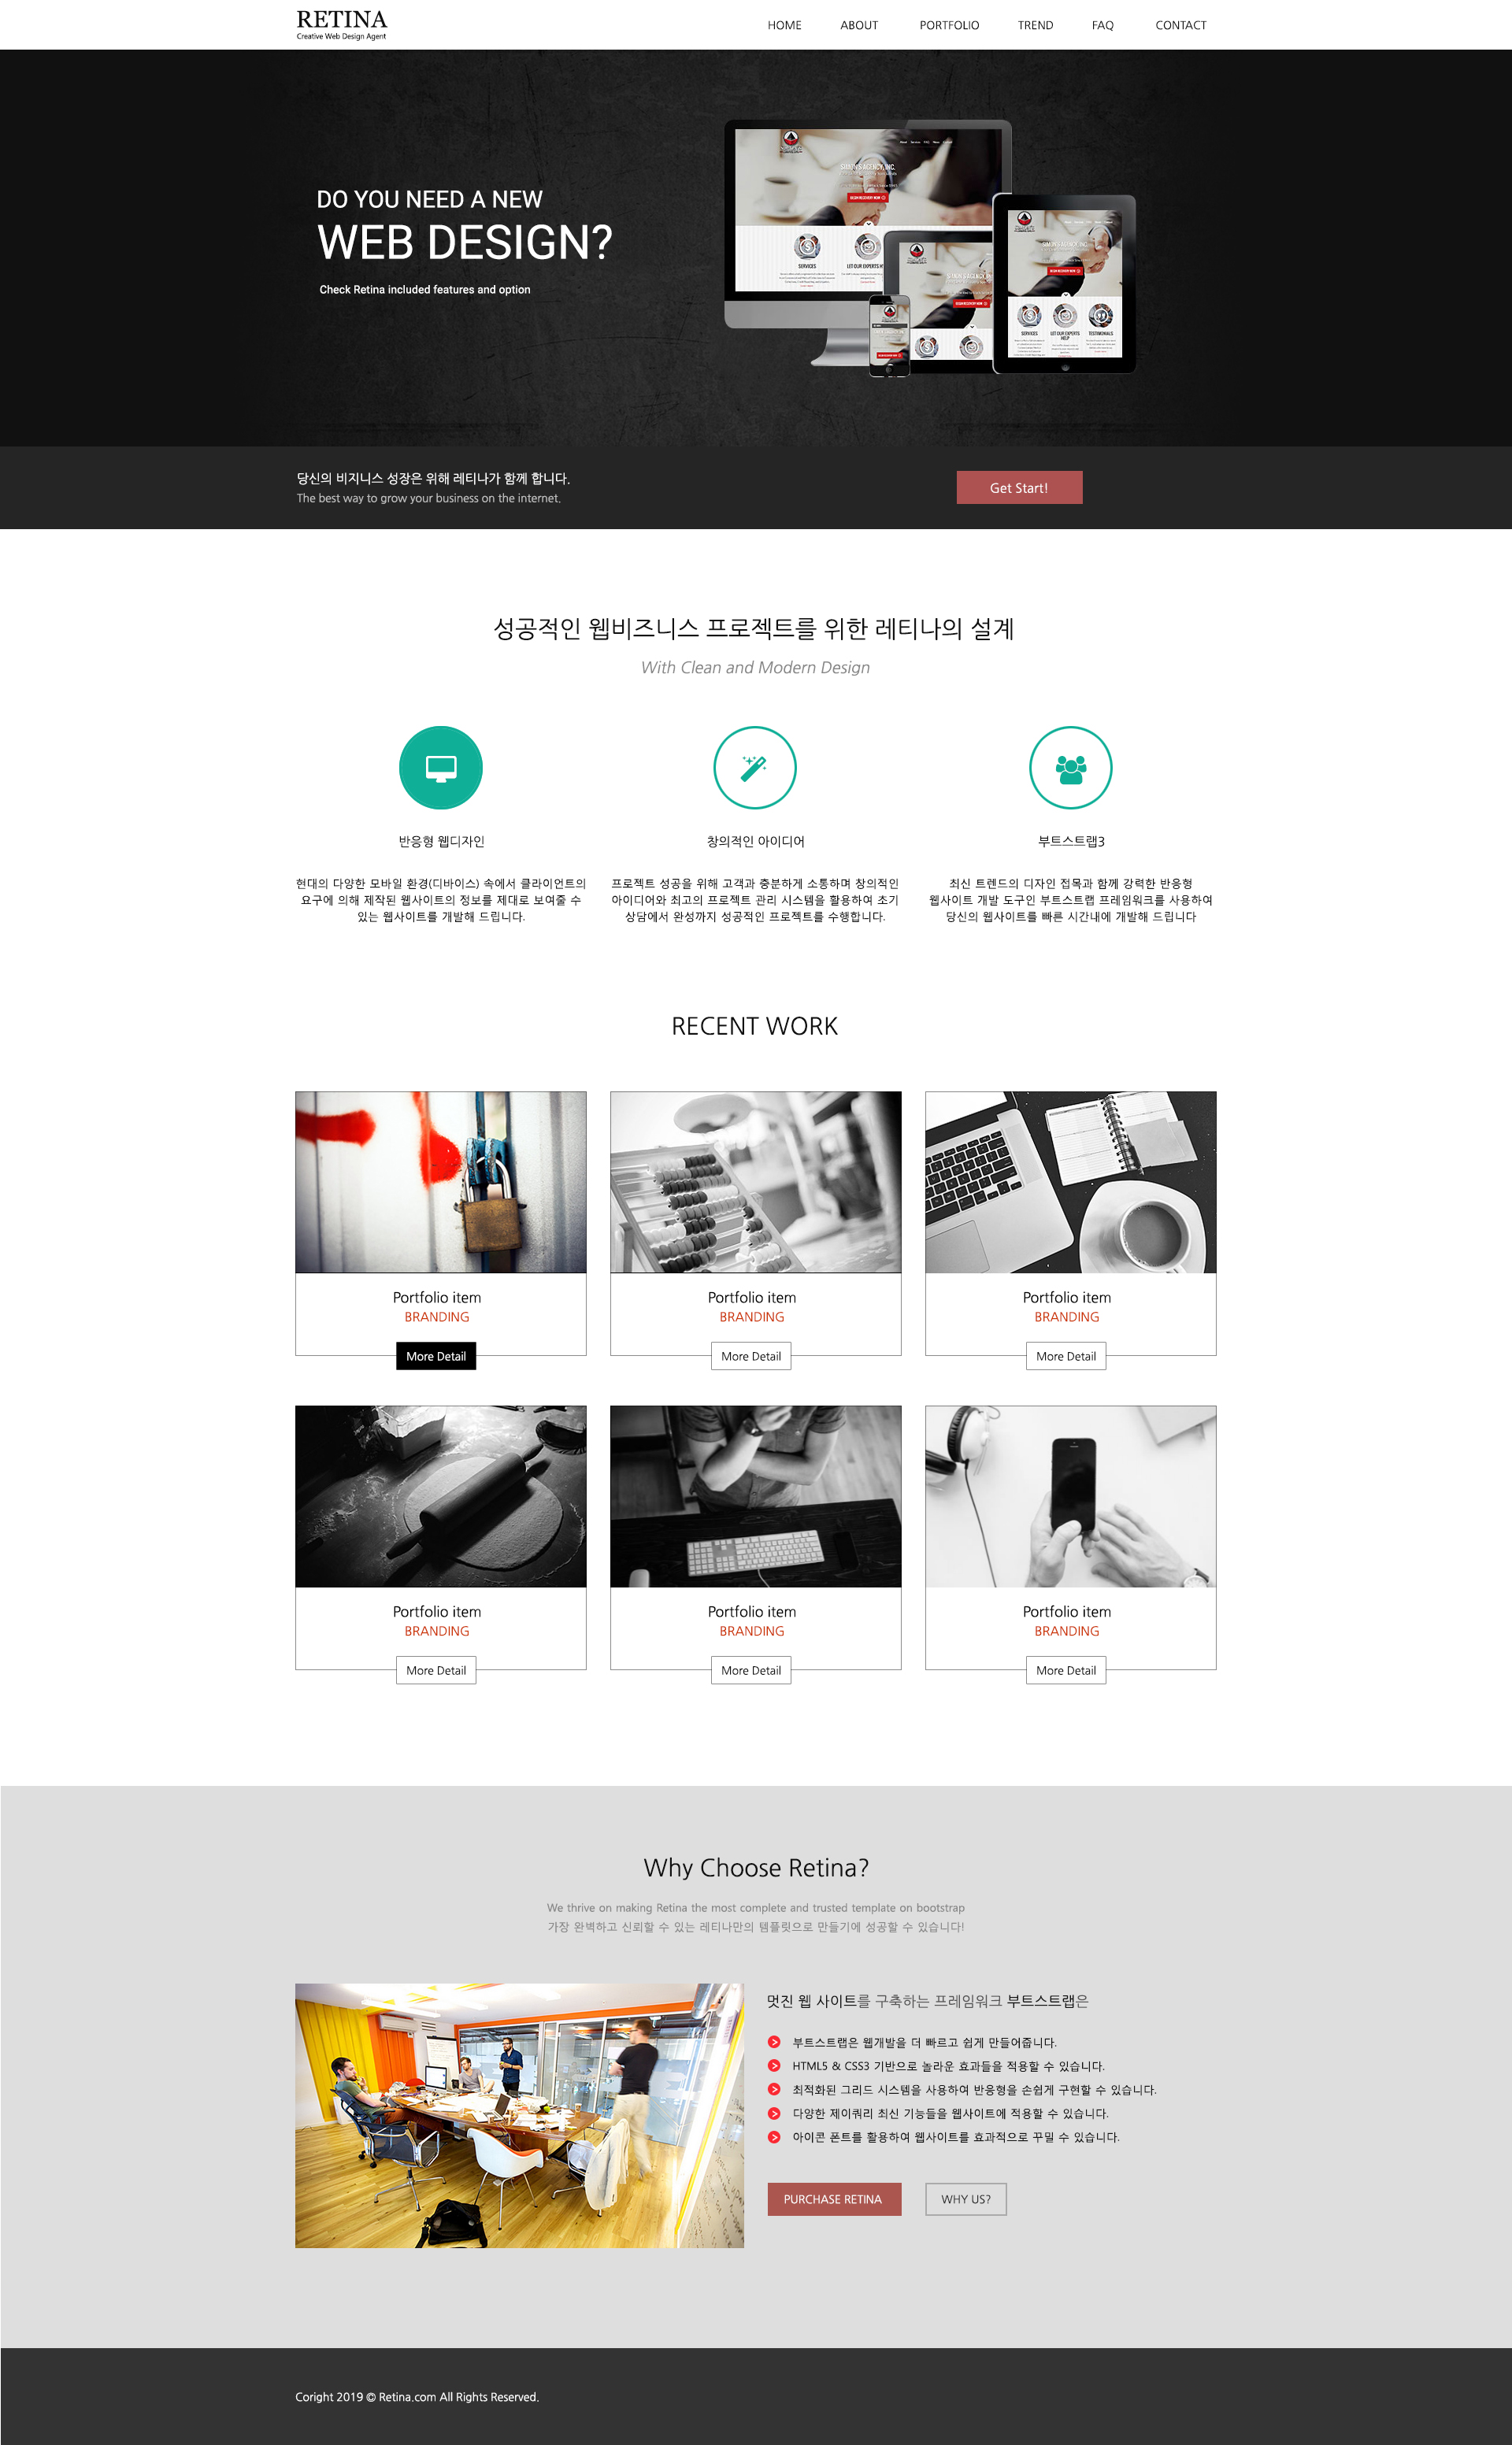 RETINA
Creative Web Design Agent
HOME ABOUT PORTFOLIO TREND FAQ CONTACT
DO YOU NEED A NEW
WEB DESIGN?
Check Retina included features and option
SERVICES
SERVICES
LET OUR EXPERTS
HELP
TESTIMONIALS
당신의 비지니스 성장은 위해 레티나가 함께 합니다.
The best way to grow your business on the internet.
Get Start!
성공적인 웹비즈니스 프로젝트를 위한 레티나의 설계
With Clean and Modern Design
반응형 웹디자인
현대의 다양한 모바일 환경(디바이스) 속에서 클라이언트의
요구에 의해 제작된 웹사이트의 정보를 제대로 보여줄 수
있는 웹사이트를 개발해 드립니다.
창의적인 아이디어
프로젝트 성공을 위해 고객과 충분하게 소통하며 창의적인
아이디어와 최고의 프로젝트 관리 시스템을 활용하여 초기
상담에서 완성까지 성공적인 프로젝트를 수행합니다.
부트스트랩3
최신 트렌드의 디자인 접목과 함께 강력한 반응형
웹사이트 개발 도구인 부트스트랩 프레임워크를 사용하여
당신의 웹사이트를 빠른 시간내에 개발해 드립니다
RECENT WORK
Portfolio item
BRANDING
More Detail
Portfolio item
BRANDING
More Detail
Portfolio item
BRANDING
More Detail
Portfolio item
BRANDING
More Detail
Portfolio item
BRANDING
More Detail
Portfolio item
BRANDING
More Detail
Why Choose Retina?
We thrive on making Retina the most complete and trusted template on bootstrap
가장 완벽하고 신뢰할 수 있는 레티나만의 템플릿으로 만들기에 성공할 수 있습니다!
멋진 웹 사이트를 구축하는 프레임워크 부트스트랩은
부트스트랩은 웹개발을 더 빠르고 쉽게 만들어줍니다.
HTML5 & CSS3 기반으로 놀라운 효과들을 적용할 수 있습니다.
최적화된 그리드 시스템을 사용하여 반응형을 손쉽게 구현할 수 있습니다.
다양한 제이쿼리 최신 기능들을 웹사이트에 적용할 수 있습니다.
아이콘 폰트를 활용하여 웹사이트를 효과적으로 꾸밀 수 있습니다.
PURCHASE RETINA
WHY US?
Coright 2019 © Retina.com All Rights Reserved.